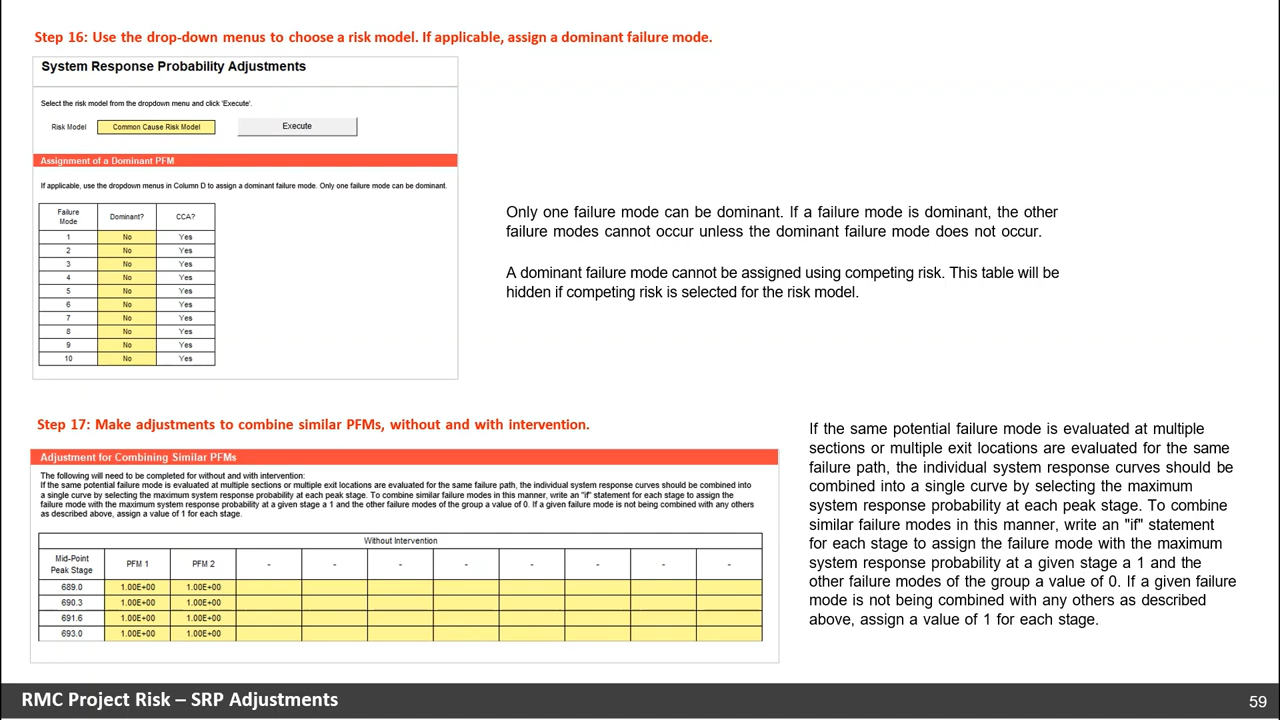 Step 16: Use the drop-down menus to choose a risk model. If applicable, assign a dominant failure mode.
System Response Probability Adjustments
Select the risk model from the dropdown menu and click 'Execute'.
Risk Model Common Cause Risk Model Execute
Assignment of a Dominant PFM
If applicable, use the dropdown menus in Column D to assign a dominant failure mode. Only one failure mode can be dominant.
Failure Mode Dominant? CCA?
1 No Yes
2 No Yes
3 No Yes
4 No Yes
5 No Yes
6 No Yes
7 No Yes
8 No Yes
9 No Yes
10 No Yes
Only one failure mode can be dominant. If a failure mode is dominant, the other
failure modes cannot occur unless the dominant failure mode does not occur.
A dominant failure mode cannot be assigned using competing risk. This table will be
hidden if competing risk is selected for the risk model.
Step 17: Make adjustments to combine similar PFMs, without and with intervention.
Adjustment for Combining Similar PFMs
The following will need to be completed for without and with intervention:
If the same potential failure mode is evaluated at multiple sections or multiple exit locations are evaluated for the same failure path, the individual system response curves should be combined into
a single curve by selecting the maximum system response probability at each peak stage. To combine similar failure modes in this manner, write an "if" statement for each stage to assign the
failure mode with the maximum system response probability at a given stage a 1 and the other failure modes of the group a value of 0. If a given failure mode is not being combined with any others
as described above, assign a value of 1 for each stage.
Without Intervention
Mid-Point Peak Stage PFM 1 PFM 2 - - - - - - - -
689.0 1.00E+00 1.00E+00
690.3 1.00E+00 1.00E+00
691.6 1.00E+00 1.00E+00
693.0 1.00E+00 1.00E+00
If the same potential failure mode is evaluated at multiple
sections or multiple exit locations are evaluated for the same
failure path, the individual system response curves should be
combined into a single curve by selecting the maximum
system response probability at each peak stage. To combine
similar failure modes in this manner, write an "if" statement
for each stage to assign the failure mode with the maximum
system response probability at a given stage a 1 and the
other failure modes of the group a value of 0. If a given failure
mode is not being combined with any others as described
above, assign a value of 1 for each stage.
RMC Project Risk – SRP Adjustments
59